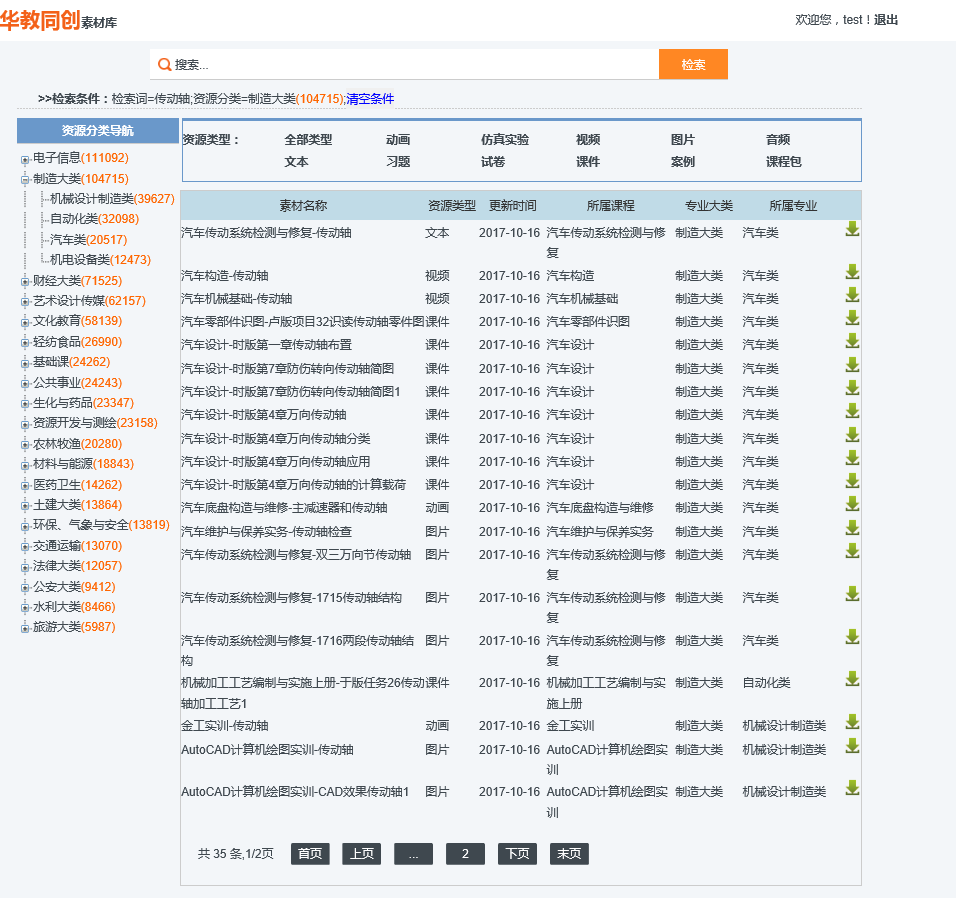 华教同创素材库
欢迎您，test！退出
搜索...
检索
>>检索条件：检索词=传动轴;资源分类=制造大类(104715);清空条件
资源分类导航
电子信息(111092)
制造大类(104715)
机械设计制造类(39627)
自动化类(32098)
汽车类(20517)
机电设备类(12473)
财经大类(71525)
艺术设计传媒(62157)
文化教育(58139)
轻纺食品(26990)
基础课(24262)
公共事业(24243)
生化与药品(23347)
资源开发与测绘(23158)
农林牧渔(20280)
材料与能源(18843)
医药卫生(14262)
土建大类(13864)
环保、气象与安全(13819)
交通运输(13070)
法律大类(12057)
公安大类(9412)
水利大类(8466)
旅游大类(5987)
资源类型： 全部类型 动画 仿真实验 视频 图片 音频
文本 习题 试卷 课件 案例 课程包
素材名称 资源类型 更新时间 所属课程 专业大类 所属专业
汽车传动系统检测与修复-传动轴 文本 2017-10-16 汽车传动系统检测与修 制造大类 汽车类
复
汽车构造-传动轴 视频 2017-10-16 汽车构造 制造大类 汽车类
汽车机械基础-传动轴 视频 2017-10-16 汽车机械基础 制造大类 汽车类
汽车零部件识图-卢版项目32识读传动轴零件图 课件 2017-10-16 汽车零部件识图 制造大类 汽车类
汽车设计-时版第一章传动轴布置 课件 2017-10-16 汽车设计 制造大类 汽车类
汽车设计-时版第7章防伤转向传动轴简图 课件 2017-10-16 汽车设计 制造大类 汽车类
汽车设计-时版第7章防伤转向传动轴简图1 课件 2017-10-16 汽车设计 制造大类 汽车类
汽车设计-时版第4章万向传动轴 课件 2017-10-16 汽车设计 制造大类 汽车类
汽车设计-时版第4章万向传动轴分类 课件 2017-10-16 汽车设计 制造大类 汽车类
汽车设计-时版第4章万向传动轴应用 课件 2017-10-16 汽车设计 制造大类 汽车类
汽车设计-时版第4章万向传动轴的计算载荷 课件 2017-10-16 汽车设计 制造大类 汽车类
汽车底盘构造与维修-主减速器和传动轴 动画 2017-10-16 汽车底盘构造与维修 制造大类 汽车类
汽车维护与保养实务-传动轴检查 图片 2017-10-16 汽车维护与保养实务 制造大类 汽车类
汽车传动系统检测与修复-双三万向节传动轴 图片 2017-10-16 汽车传动系统检测与修 制造大类 汽车类
复
汽车传动系统检测与修复-1715传动轴结构 图片 2017-10-16 汽车传动系统检测与修 制造大类 汽车类
复
汽车传动系统检测与修复-1716两段传动轴结 图片 2017-10-16 汽车传动系统检测与修 制造大类 汽车类
构 复
机械加工工艺编制与实施上册-于版任务26传动 课件 2017-10-16 机械加工工艺编制与实 制造大类 自动化类
轴加工工艺1 施上册
金工实训-传动轴 动画 2017-10-16 金工实训 制造大类 机械设计制造类
AutoCAD计算机绘图实训-传动轴 图片 2017-10-16 AutoCAD计算机绘图实 制造大类 机械设计制造类
训
AutoCAD计算机绘图实训-CAD效果传动轴1 图片 2017-10-16 AutoCAD计算机绘图实 制造大类 机械设计制造类
训
共 35 条,1/2页 首页 上页 ... 2 下页 末页